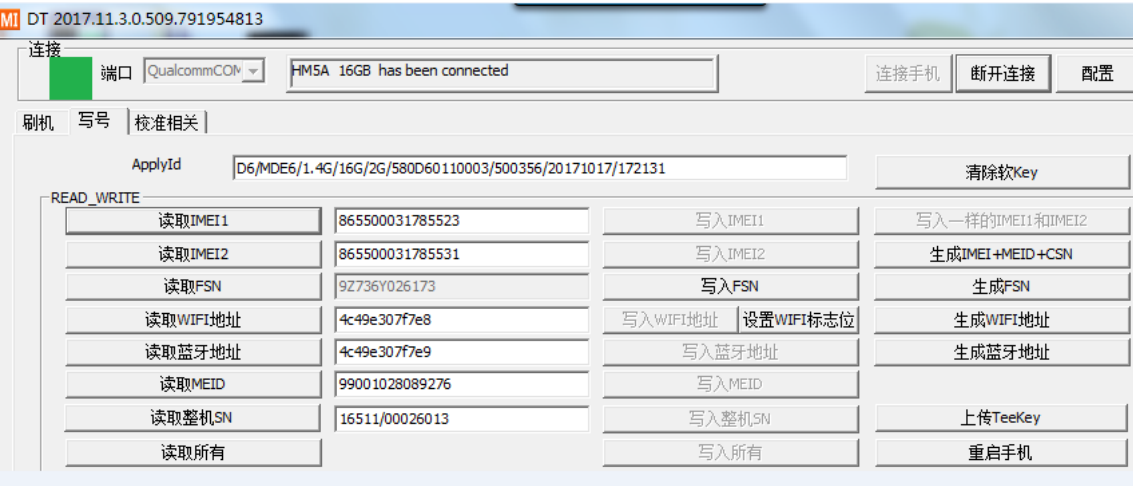 MI DT 2017.11.3.0.509.791954813
连接
端口 QualcommCOM HM5A 16GB has been connected 连接手机 断开连接 配置
刷机 写号 校准相关
ApplyId D6/MDE6/1.4G/16G/2G/580D60110003/500356/20171017/172131 清除软Key
READ_WRITE
读取IMEI1 865500031785523 写入IMEI1 写入一样的IMEI1和IMEI2
读取IMEI2 865500031785531 写入IMEI2 生成IMEI+MEID+CSN
读取FSN 9Z736Y026173 写入FSN 生成FSN
读取WIFI地址 4c49e307f7e8 写入WIFI地址 设置WIFI标志位 生成WIFI地址
读取蓝牙地址 4c49e307f7e9 写入蓝牙地址 生成蓝牙地址
读取MEID 99001028089276 写入MEID
读取整机SN 16511/00026013 写入整机SN 上传TeeKey
读取所有 写入所有 重启手机